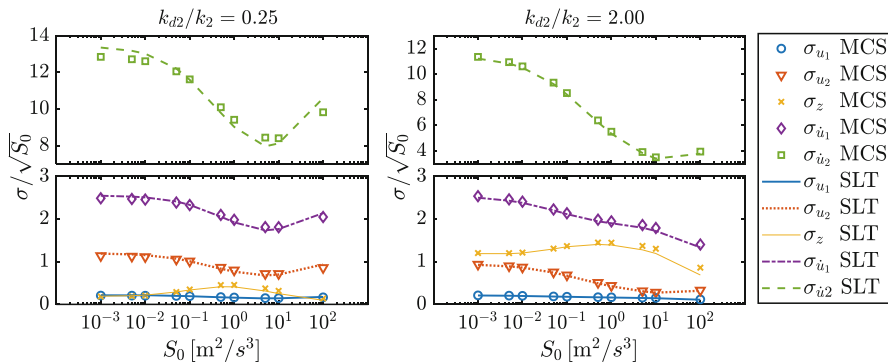 k_{d2}/k_2 = 0.25
k_{d2}/k_2 = 2.00
14
12
10
8
12
10
8
6
4
σ/√S_0
σ/√S_0
3
2
1
0
3
2
1
0
10^{-3} 10^{-2} 10^{-1} 10^0 10^1 10^2
10^{-3} 10^{-2} 10^{-1} 10^0 10^1 10^2
S_0 [m^2/s^3]
S_0 [m^2/s^3]
σ_{u_1} MCS
σ_{u_2} MCS
σ_z MCS
σ_{u̇_1} MCS
σ_{u̇_2} MCS
σ_{u_1} SLT
σ_{u_2} SLT
σ_z SLT
σ_{u̇_1} SLT
σ_{u̇2} SLT